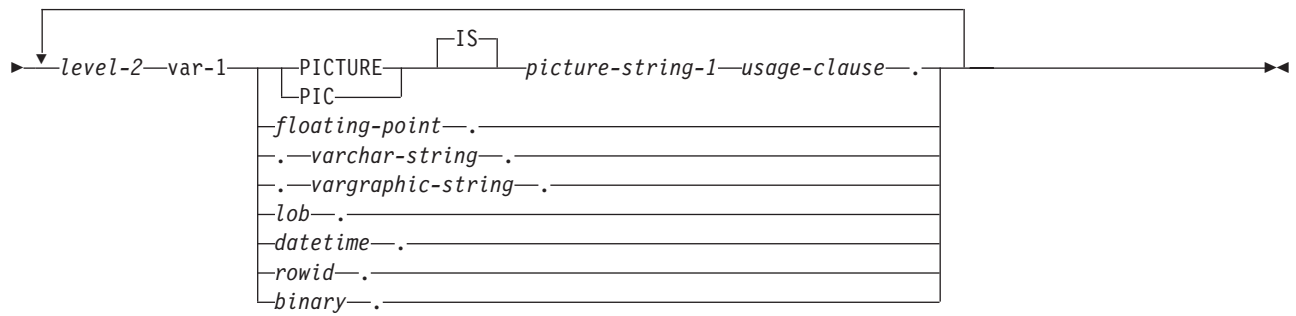 IS
level-2 var-1 PICTURE picture-string-1 usage-clause .
PIC
floating-point .
. varchar-string .
. vargraphic-string .
lob .
datetime .
rowid .
binary .